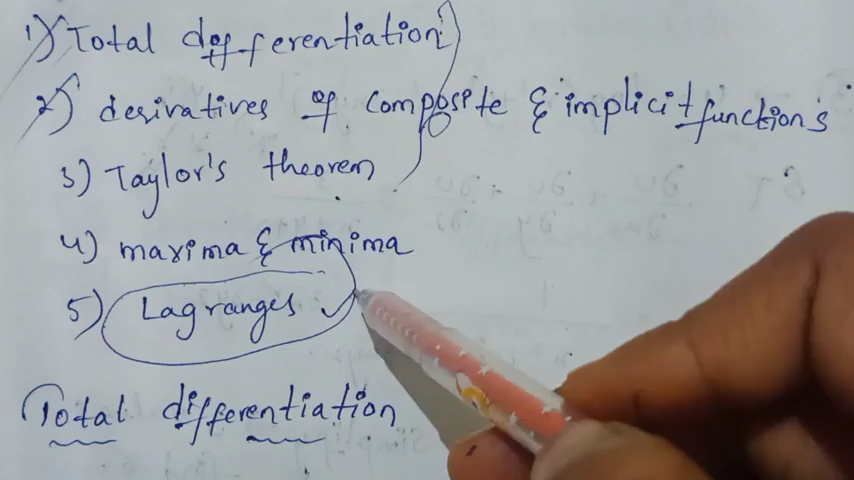 1) Total differentiation
2) derivatives of composite & implicit functions
3) Taylor's theorem
4) maxima & minima
5) Lagranges
Total differentiation